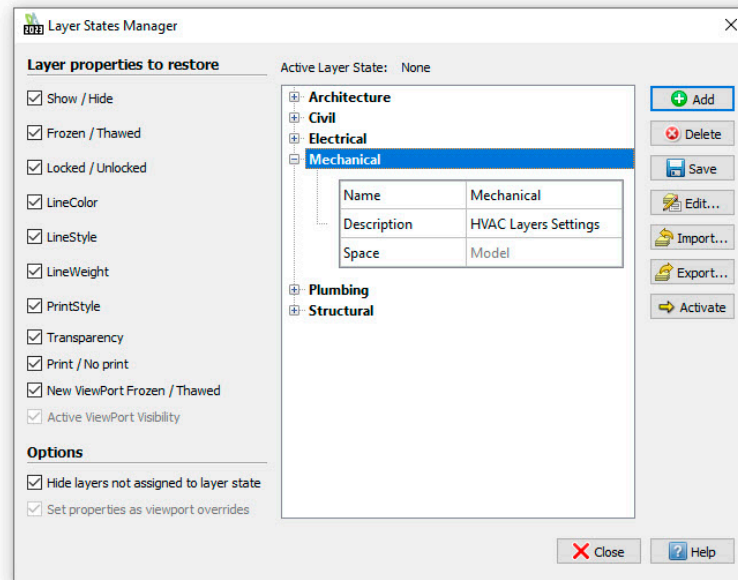 2023 Layer States Manager
Layer properties to restore
Show / Hide
Frozen / Thawed
Locked / Unlocked
LineColor
LineStyle
LineWeight
PrintStyle
Transparency
Print / No print
New ViewPort Frozen / Thawed
Active ViewPort Visibility
Options
Hide layers not assigned to layer state
Set properties as viewport overrides
Active Layer State: None
Architecture
Civil
Electrical
Mechanical
Name Mechanical
Description HVAC Layers Settings
Space Model
Plumbing
Structural
Add
Delete
Save
Edit...
Import...
Export...
Activate
Close
? Help